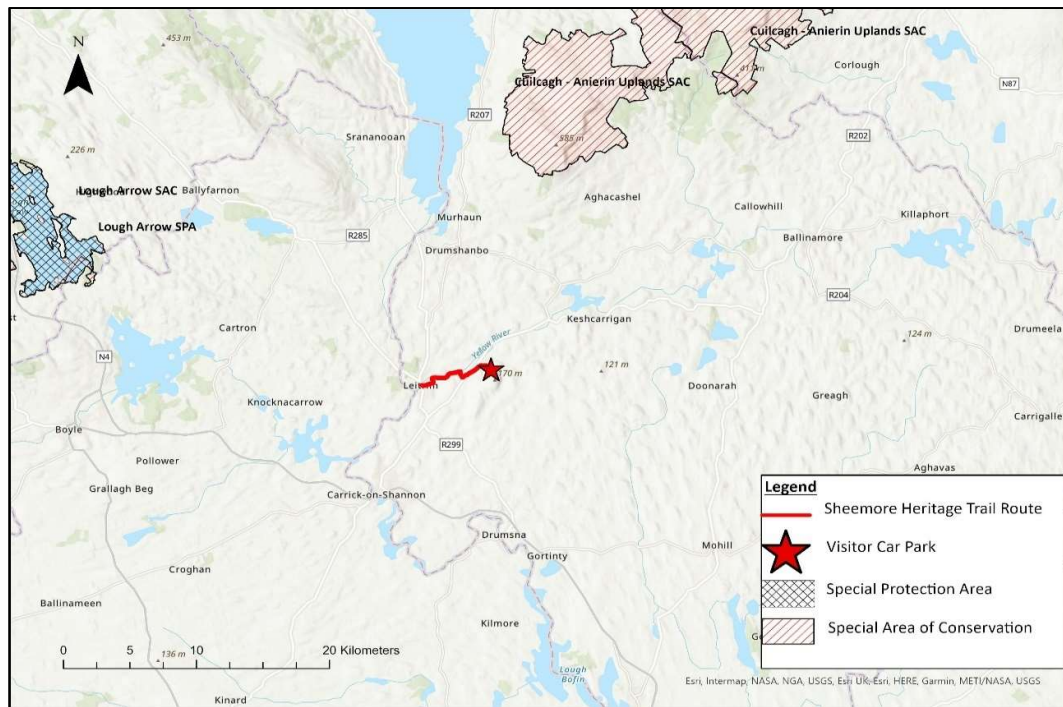 453 m
Cuilcagh - Anierin Uplands SAC
N
Corlough
Cuilcagh - Anierin Uplands SAC
N87
R207
Srananooan
R202
585 m
226 m
Lough Arrow SAC
Ballyfarnon
Aghacashel
Callowhill
Killaphort
Murhaun
Lough Arrow SPA
R285
Ballinamore
Drumshanbo
R204
Keshcarrigan
Cartron
Yellow River
124 m
Drumeela
N4
170 m
121 m
Leitrim
Doonarah
Greagh
Knocknacarrow
Carrigalle
Boyle
R299
Pollower
Aghavas
Grallagh Beg
Carrick-on-Shannon
Legend
Sheemore Heritage Trail Route
Drumsna
Mohill
Visitor Car Park
Gortinty
Croghan
Special Protection Area
Ballinameen
Kilmore
Special Area of Conservation
136 m
0 5 10 20 Kilometers
Lough
Bofin
Esri, Intermap, NASA, NGA, USGS, Esri UK, Esri, HERE, Garmin, METI/NASA, USGS
Kinard